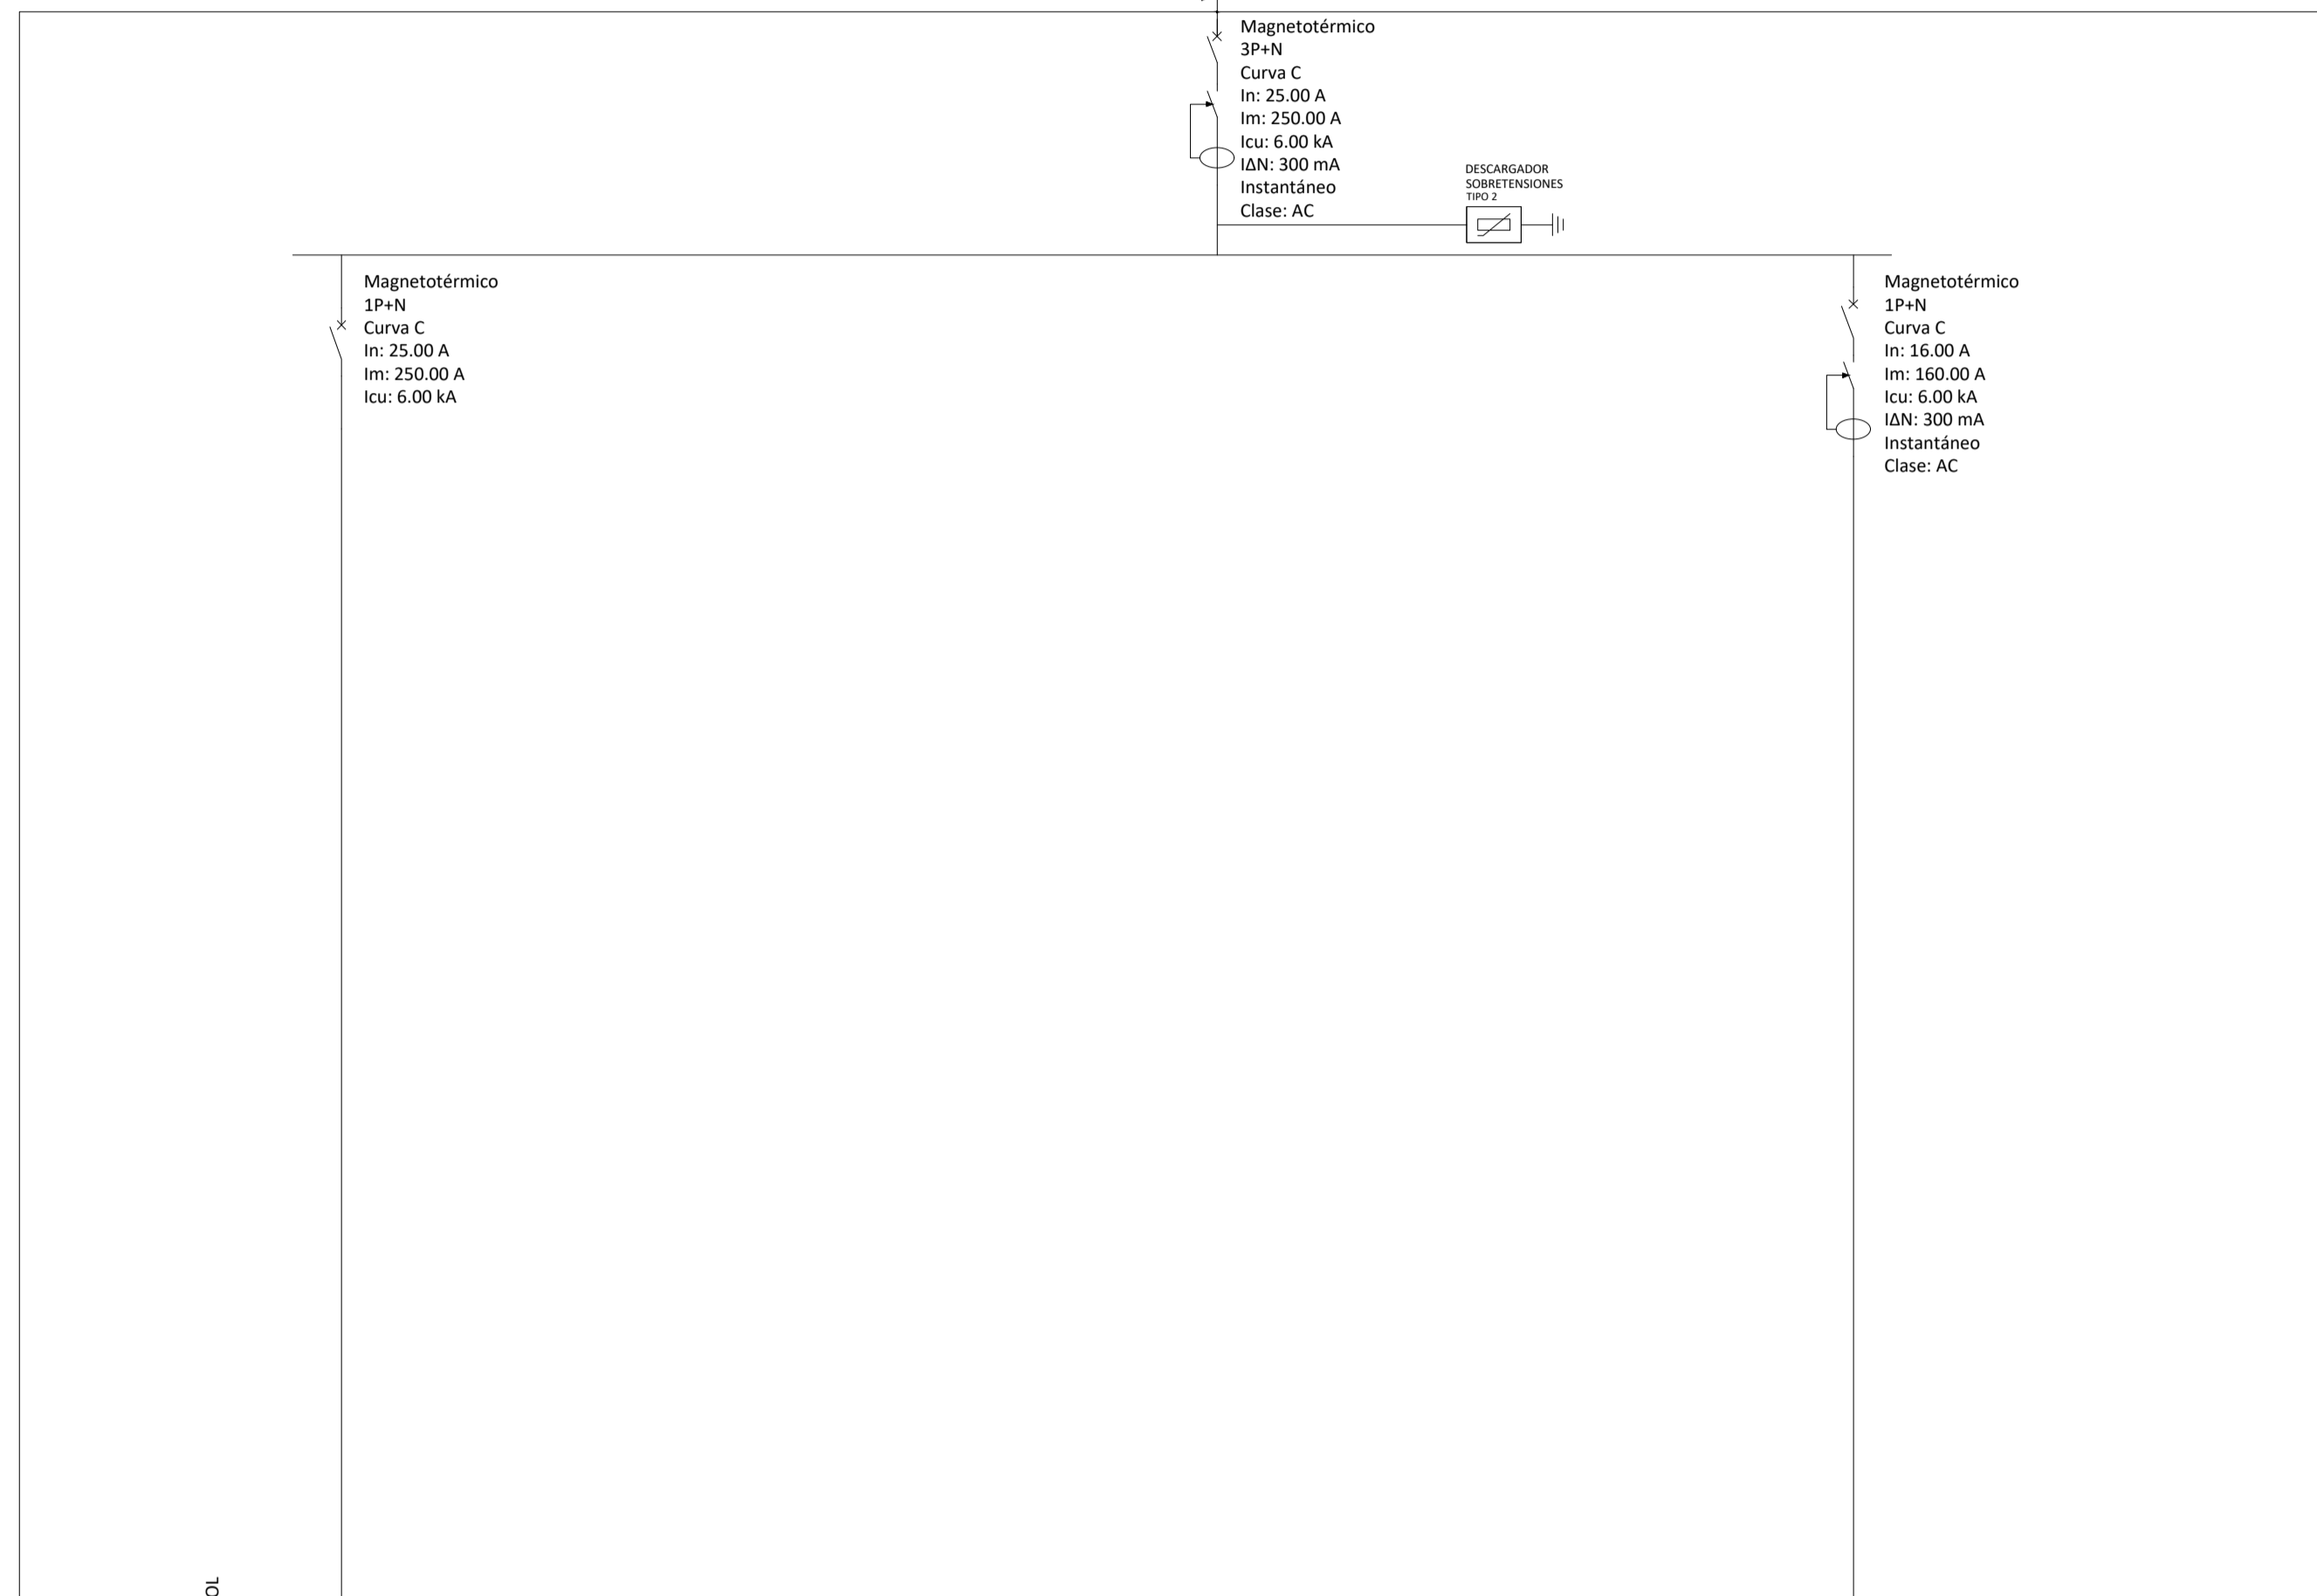 Magnetotérmico
3P+N
Curva C
In: 25.00 A
Im: 250.00 A
Icu: 6.00 kA
IΔN: 300 mA
Instantáneo
Clase: AC
DESCARGADOR
SOBRETENSIONES
TIPO 2
Magnetotérmico
1P+N
Curva C
In: 25.00 A
Im: 250.00 A
Icu: 6.00 kA
Magnetotérmico
1P+N
Curva C
In: 16.00 A
Im: 160.00 A
Icu: 6.00 kA
IΔN: 300 mA
Instantáneo
Clase: AC
OL